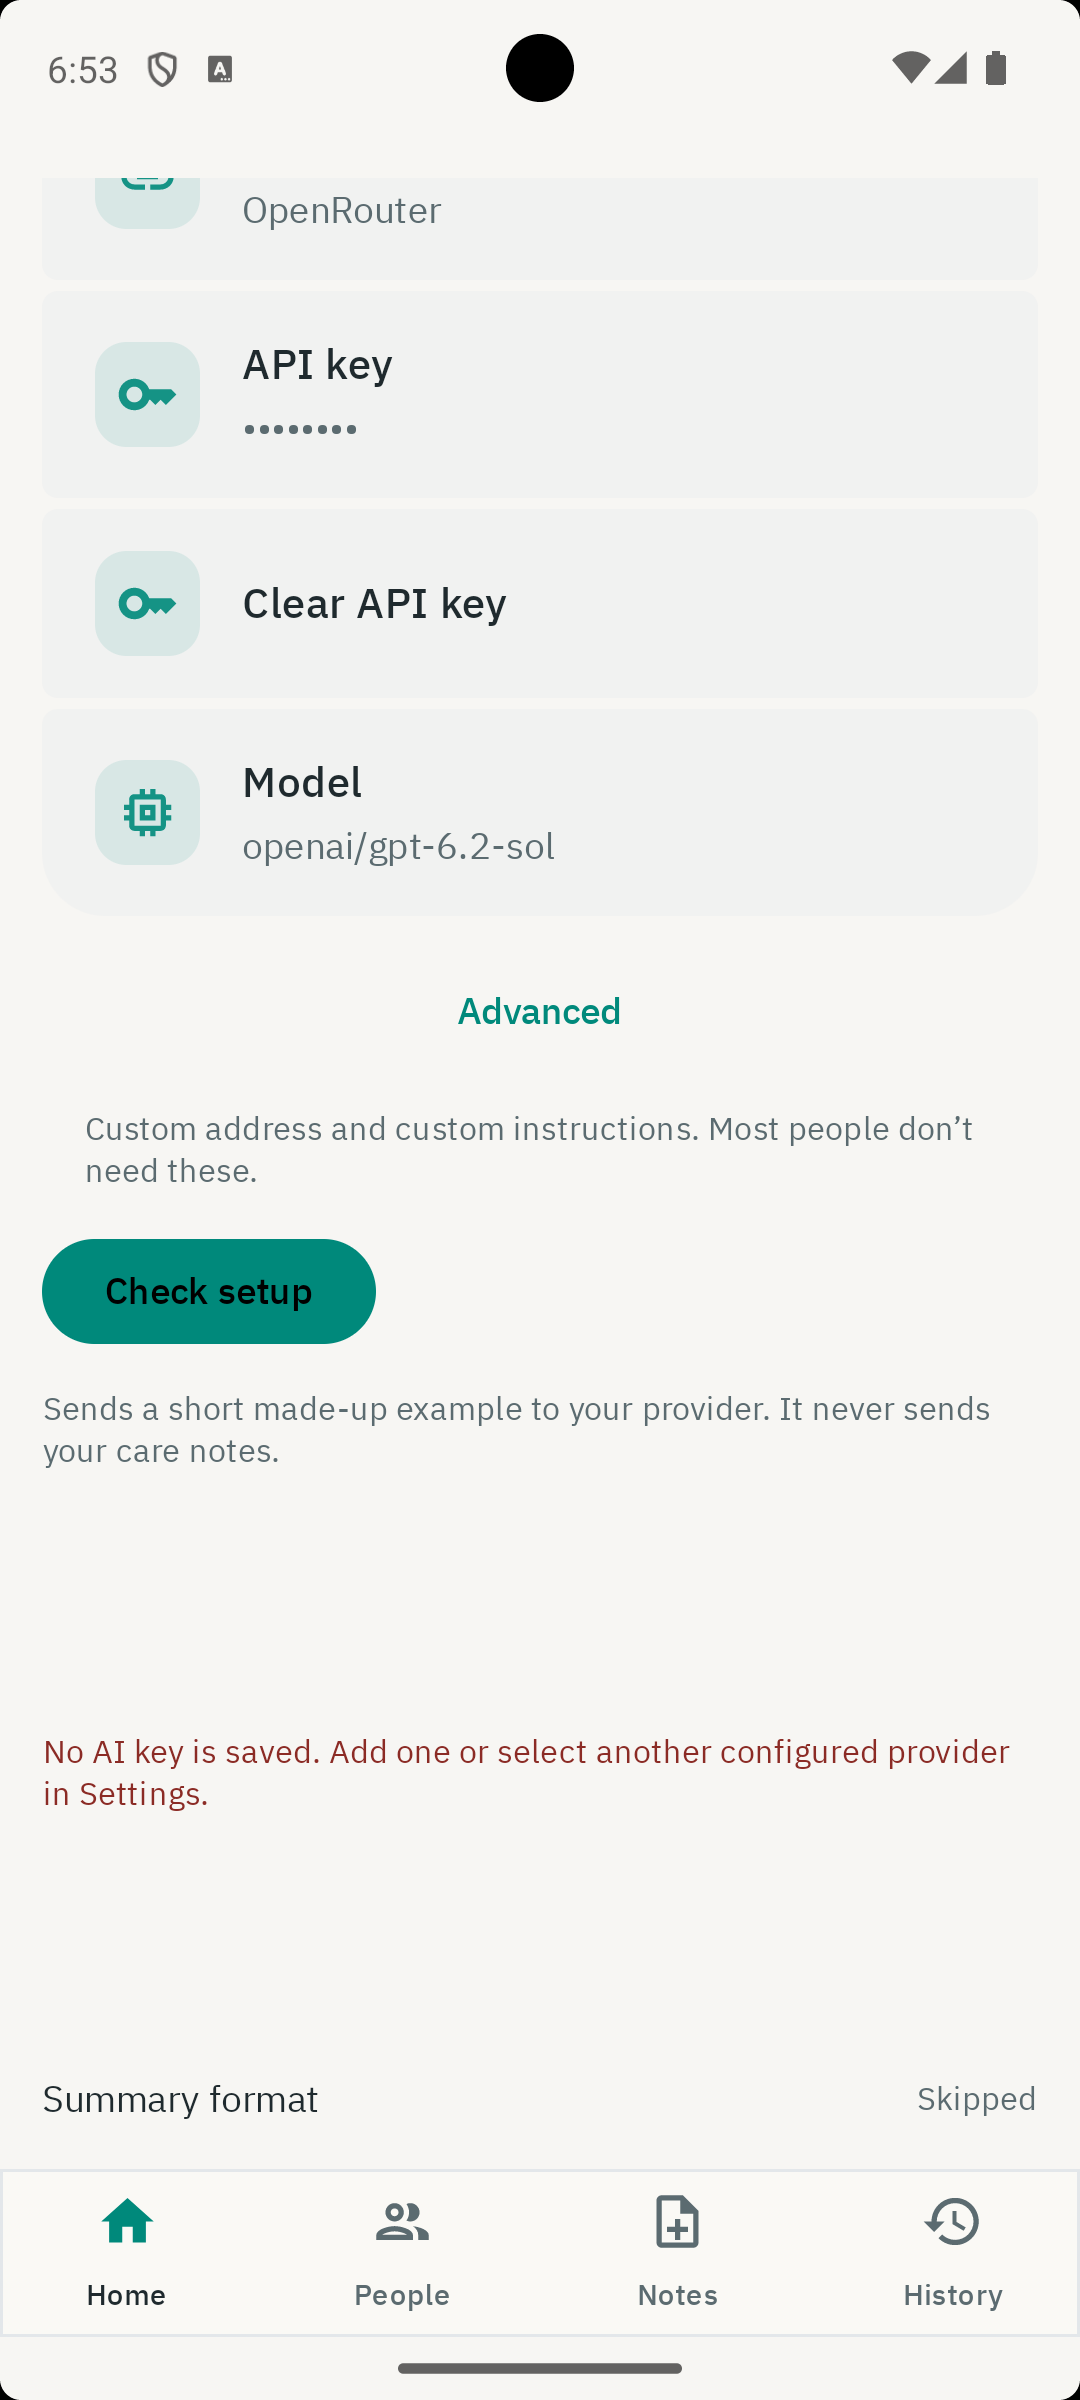 6:53
OpenRouter
API key
••••••••
Clear API key
Model
openai/gpt-6.2-sol
Advanced
Custom address and custom instructions. Most people don’t
need these.
Check setup
Sends a short made-up example to your provider. It never sends
your care notes.
No AI key is saved. Add one or select another configured provider
in Settings.
Summary format Skipped
Home People Notes History